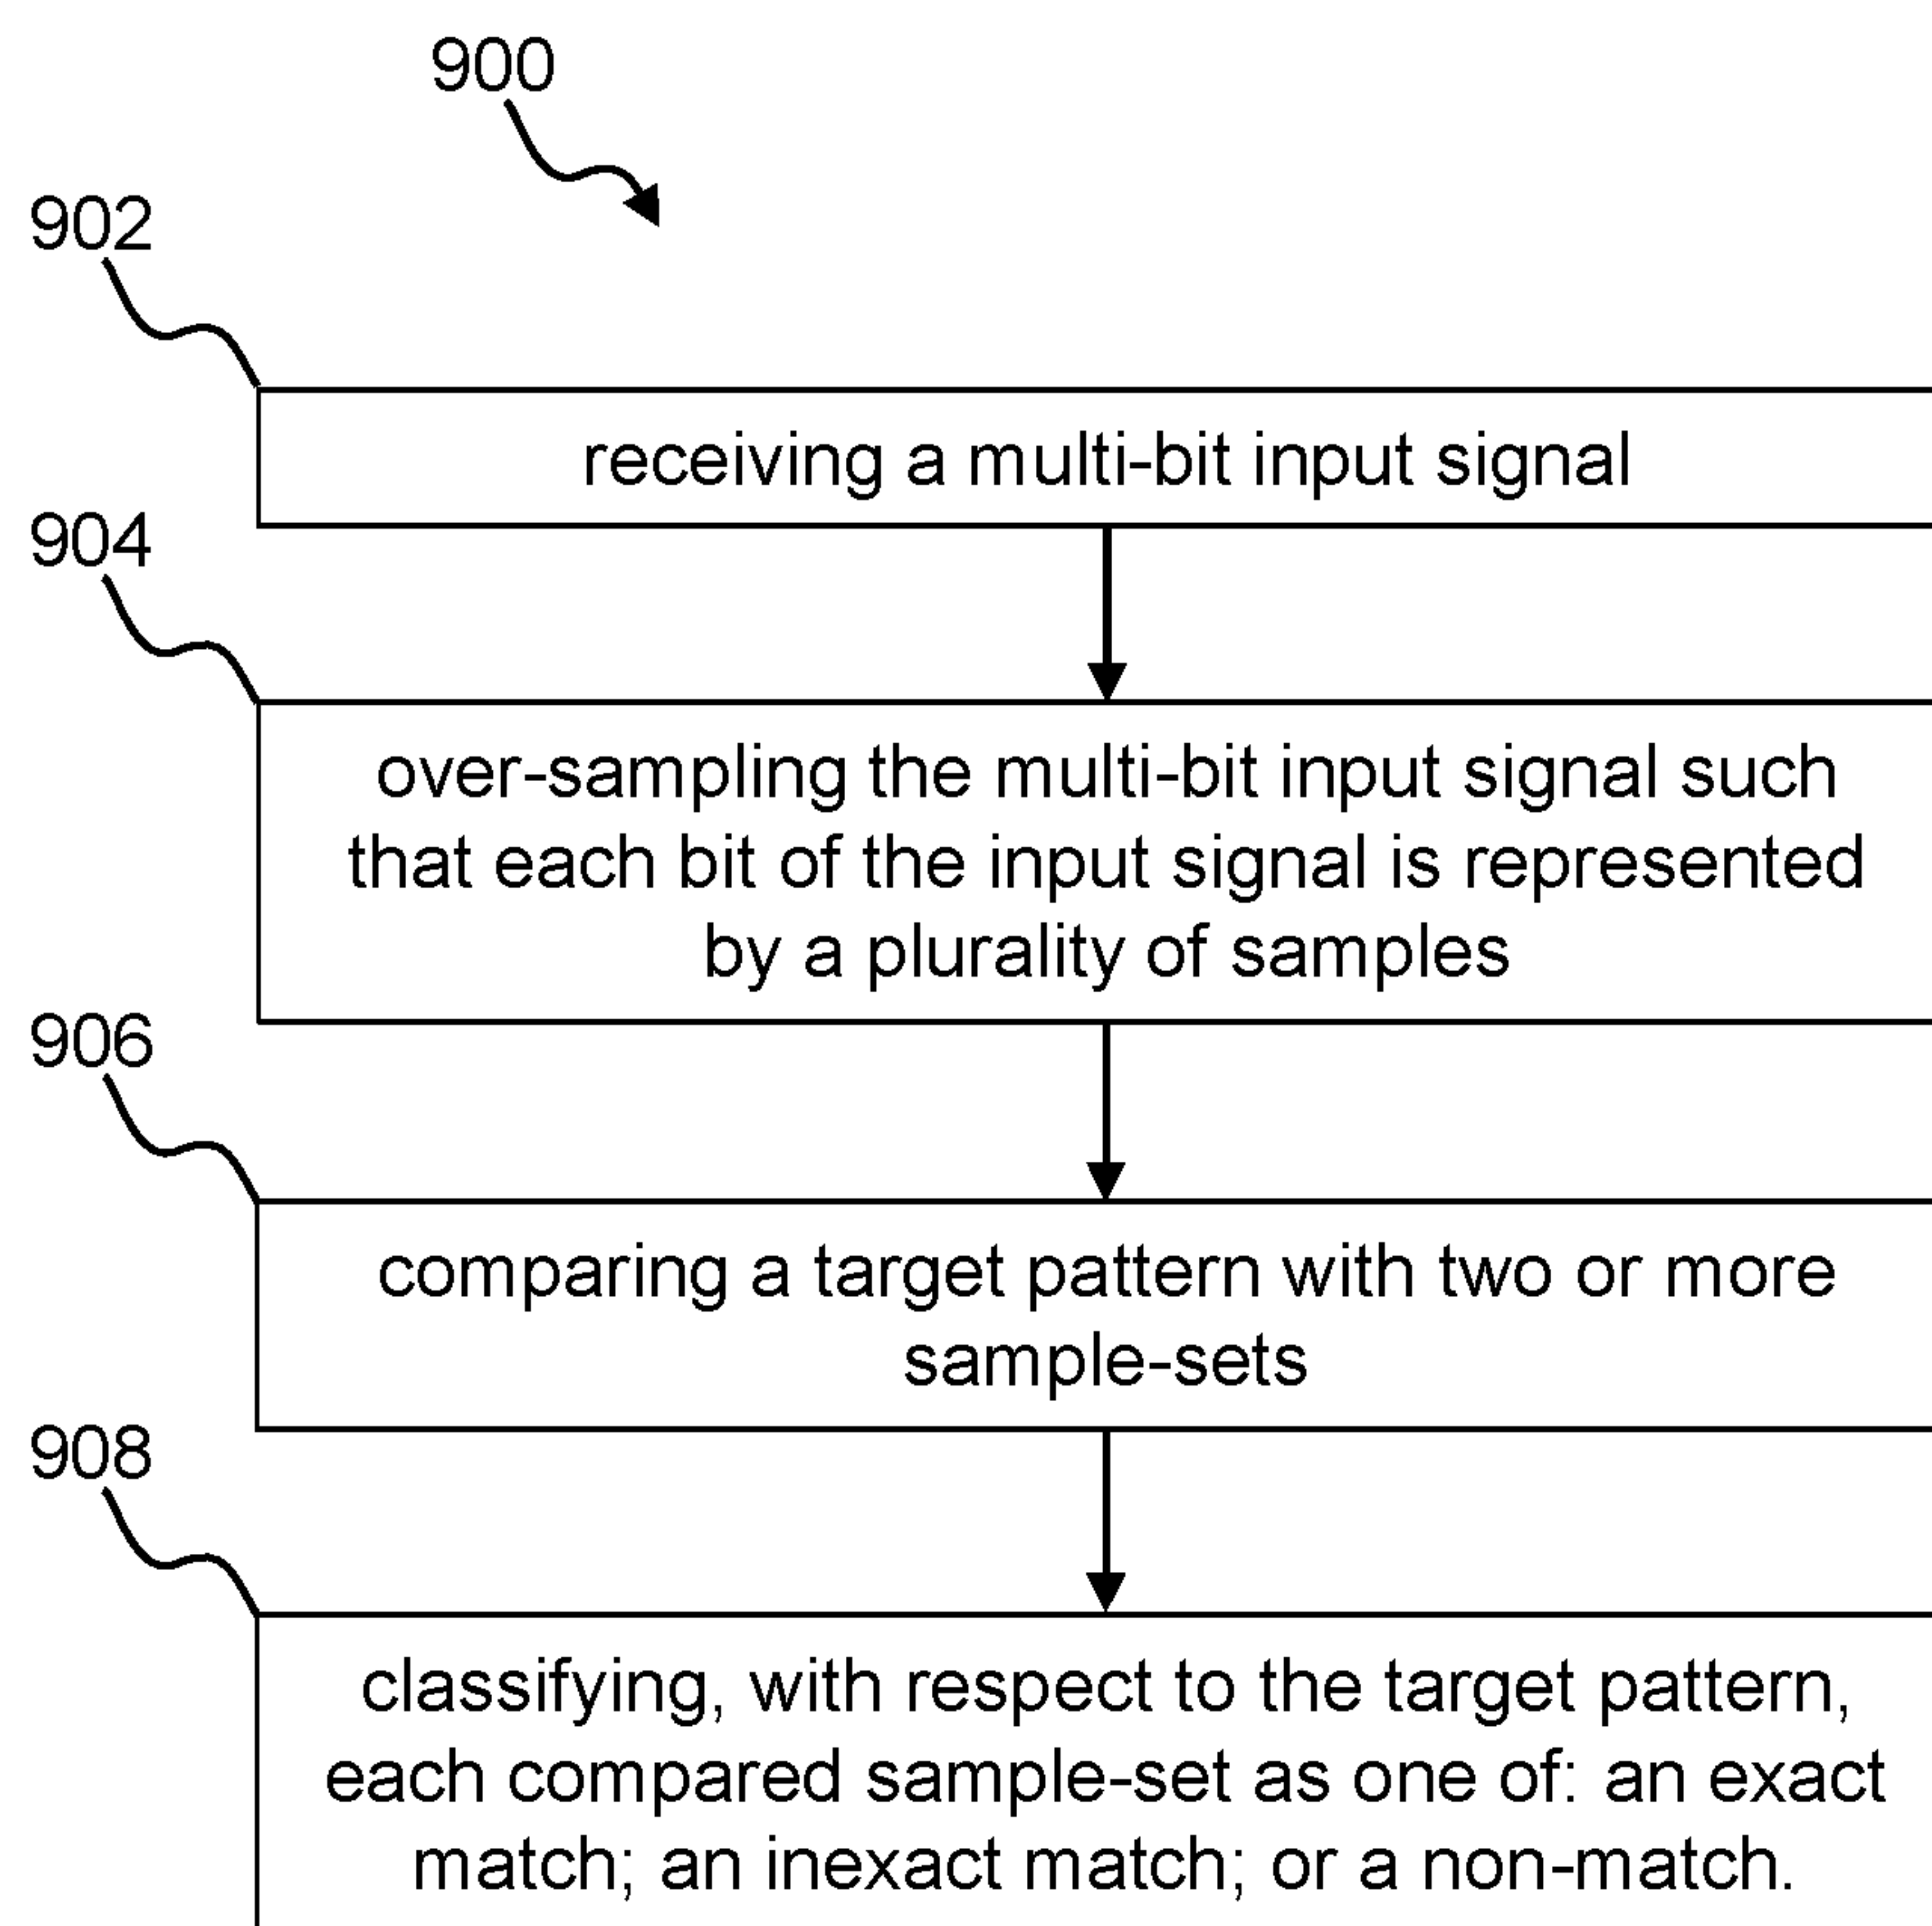 900
902
receiving a multi-bit input signal
904
over-sampling the multi-bit input signal such
that each bit of the input signal is represented
by a plurality of samples
906
comparing a target pattern with two or more
sample-sets
908
classifying, with respect to the target pattern,
each compared sample-set as one of: an exact
match; an inexact match; or a non-match.